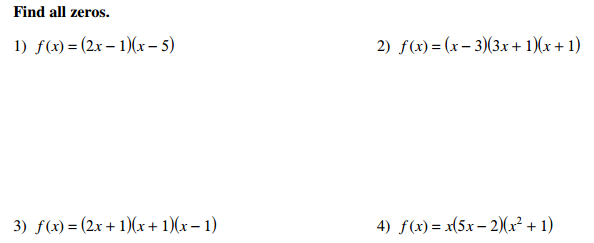 Find all zeros.
1) f(x) = (2x – 1)(x – 5)
2) f(x) = (x – 3)(3x + 1)(x + 1)
3) f(x) = (2x + 1)(x + 1)(x – 1)
4) f(x) = x(5x – 2)(x² + 1)